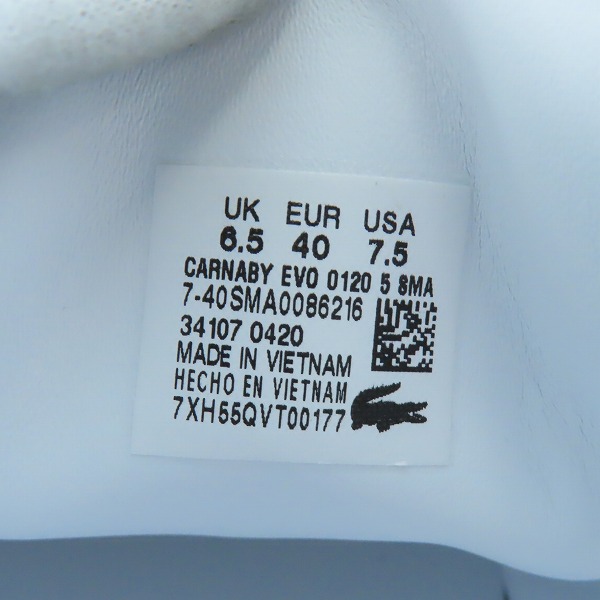 UK EUR USA
6.5 40 7.5
CARNABY EVO 0120 5 SMA
7-40SMA0086216
34107 0420
MADE IN VIETNAM
HECHO EN VIETNAM
7XH55QVT00177